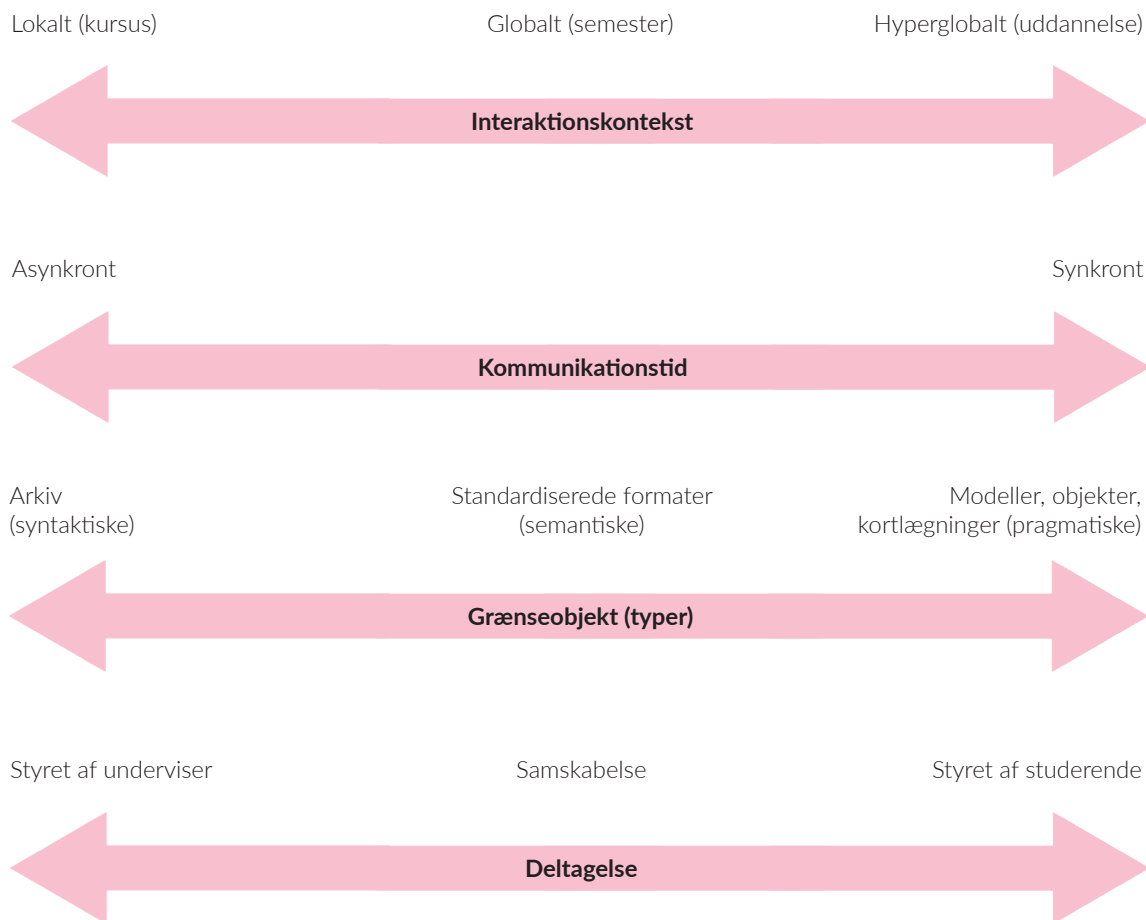 Lokalt (kursus)
Globalt (semester)
Hyperglobalt (uddannelse)
Interaktionskontekst
Asynkront
Synkront
Kommunikationstid
Arkiv
(syntaktiske)
Standardiserede formater
(semantiske)
Modeller, objekter,
kortlægninger (pragmatiske)
Grænseobjekt (typer)
Styret af underviser
Samskabelse
Styret af studerende
Deltagelse